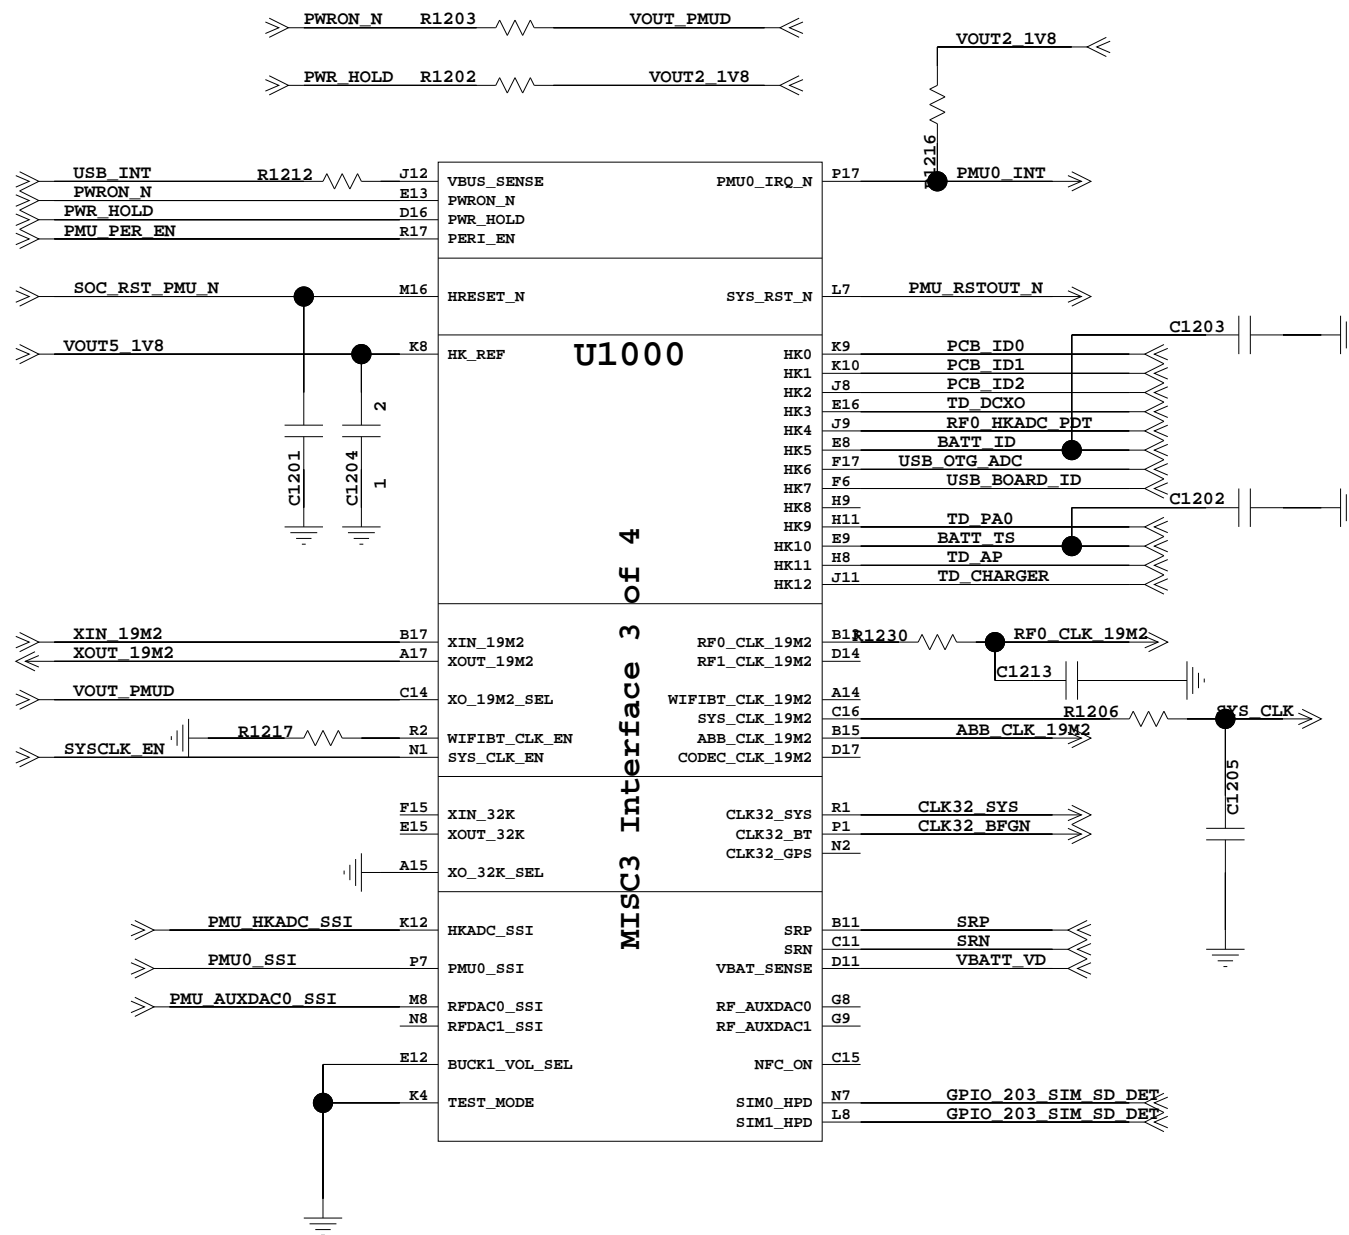 PWRON_N R1203 VOUT_PMUD
VOUT2_1V8
PWR_HOLD R1202 VOUT2_1V8
USB_INT R1212 J12 VBUS_SENSE PMU0_IRQ_N P17 R1216 PMU0_INT
PWRON_N E13 PWRON_N
PWR_HOLD D16 PWR_HOLD
PMU_PER_EN R17 PERI_EN
SOC_RST_PMU_N M16 HRESET_N SYS_RST_N L7 PMU_RSTOUT_N
C1203
VOUT5_1V8 K8 HK_REF U1000 HK0 K9 PCB_ID0
HK1 K10 PCB_ID1
HK2 J8 PCB_ID2
HK3 E16 TD_DCXO
2
HK4 J9 RF0_HKADC_PDT
HK5 E8 BATT_ID
HK6 F17 USB_OTG_ADC
C1201 C1204 1
HK7 F6 USB_BOARD_ID
HK8 H9
C1202
HK9 H11 TD_PA0
HK10 E9 BATT_TS
HK11 H8 TD_AP
HK12 J11 TD_CHARGER
MISC3 Interface 3 of 4
XIN_19M2 B17 XIN_19M2 RF0_CLK_19M2 B13 R1230 RF0_CLK_19M2
XOUT_19M2 A17 XOUT_19M2 RF1_CLK_19M2 D14
C1213
VOUT_PMUD C14 XO_19M2_SEL WIFIBT_CLK_19M2 A14
SYS_CLK_19M2 C16 R1206 SYS_CLK
R1217 R2 WIFIBT_CLK_EN ABB_CLK_19M2 B15 ABB_CLK_19M2
SYSCLK_EN N1 SYS_CLK_EN CODEC_CLK_19M2 D17
C1205
F15 XIN_32K CLK32_SYS R1 CLK32_SYS
E15 XOUT_32K CLK32_BT P1 CLK32_BFGN
CLK32_GPS N2
A15 XO_32K_SEL
PMU_HKADC_SSI K12 HKADC_SSI SRP B11 SRP
SRN C11 SRN
PMU0_SSI P7 PMU0_SSI VBAT_SENSE D11 VBATT_VD
PMU_AUXDAC0_SSI M8 RFDAC0_SSI RF_AUXDAC0 G8
N8 RFDAC1_SSI RF_AUXDAC1 G9
E12 BUCK1_VOL_SEL NFC_ON C15
K4 TEST_MODE SIM0_HPD N7 GPIO_203_SIM_SD_DET
SIM1_HPD L8 GPIO_203_SIM_SD_DET